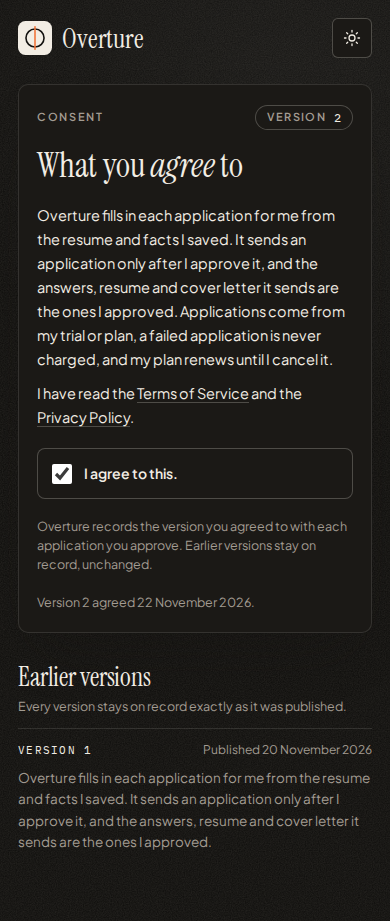 Overture
CONSENT
VERSION 2
What you agree to
Overture fills in each application for me from
the resume and facts I saved. It sends an
application only after I approve it, and the
answers, resume and cover letter it sends are
the ones I approved. Applications come from
my trial or plan, a failed application is never
charged, and my plan renews until I cancel it.
I have read the Terms of Service and the
Privacy Policy.
I agree to this.
Overture records the version you agreed to with each
application you approve. Earlier versions stay on
record, unchanged.
Version 2 agreed 22 November 2026.
Earlier versions
Every version stays on record exactly as it was published.
VERSION 1
Published 20 November 2026
Overture fills in each application for me from the resume
and facts I saved. It sends an application only after I
approve it, and the answers, resume and cover letter it
sends are the ones I approved.